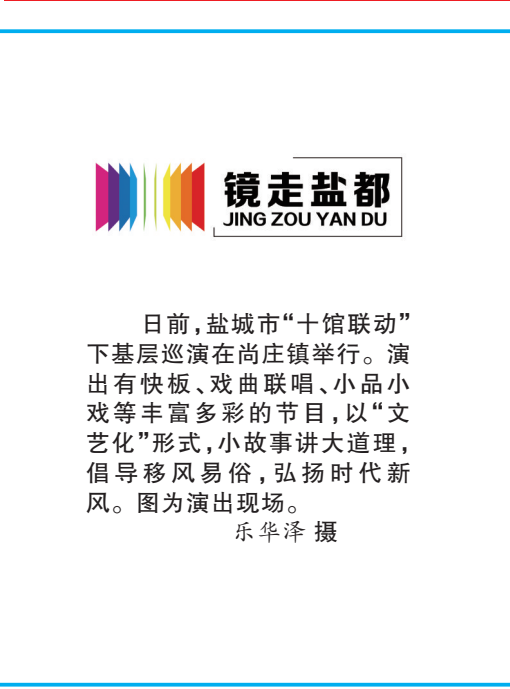 镜走盐都
JING ZOU YAN DU
日前,盐城市“十馆联动”
下基层巡演在尚庄镇举行。演
出有快板、戏曲联唱、小品小
戏等丰富多彩的节目,以“文
艺化”形式,小故事讲大道理,
倡导移风易俗,弘扬时代新
风。图为演出现场。
乐华泽 摄